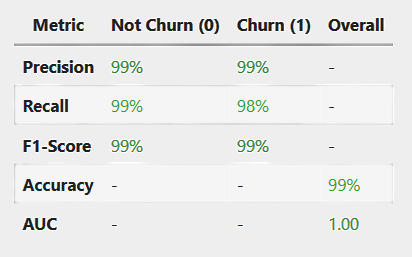 Metric Not Churn (0) Churn (1) Overall
Precision 99% 99% -
Recall 99% 98% -
F1-Score 99% 99% -
Accuracy - - 99%
AUC - - 1.00